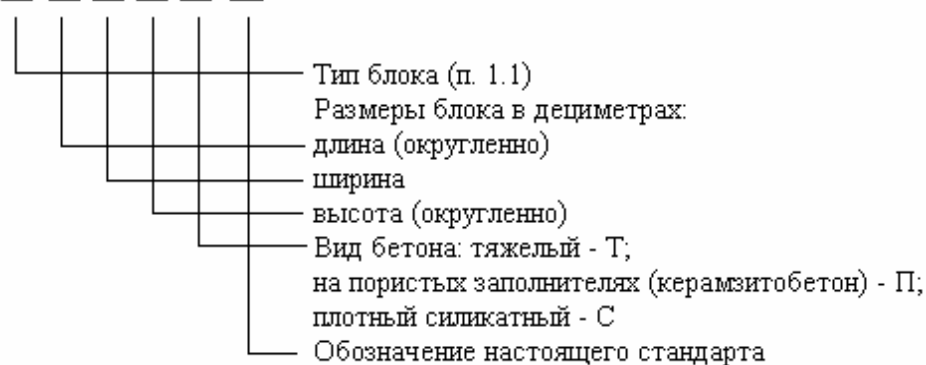 Тип блока (п. 1.1)
Размеры блока в дециметрах:
длина (округленно)
ширина
высота (округленно)
Вид бетона: тяжелый - Т;
на пористых заполнителях (керамзитобетон) - П;
плотный силикатный - С
Обозначение настоящего стандарта